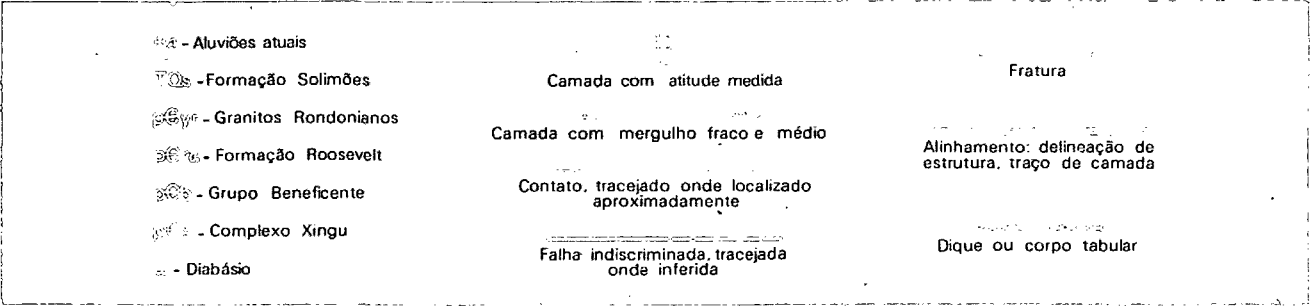 - Aluviões atuais
TQs - Formação Solimões
- Granitos Rondonianos
- Formação Roosevelt
- Grupo Beneficente
- Complexo Xingu
- Diabásio
Camada com atitude medida
Camada com mergulho fraco e médio
Contato, tracejado onde localizado
aproximadamente
Falha indiscriminada, tracejada
onde inferida
Fratura
Alinhamento: delineação de
estrutura, traço de camada
Dique ou corpo tabular